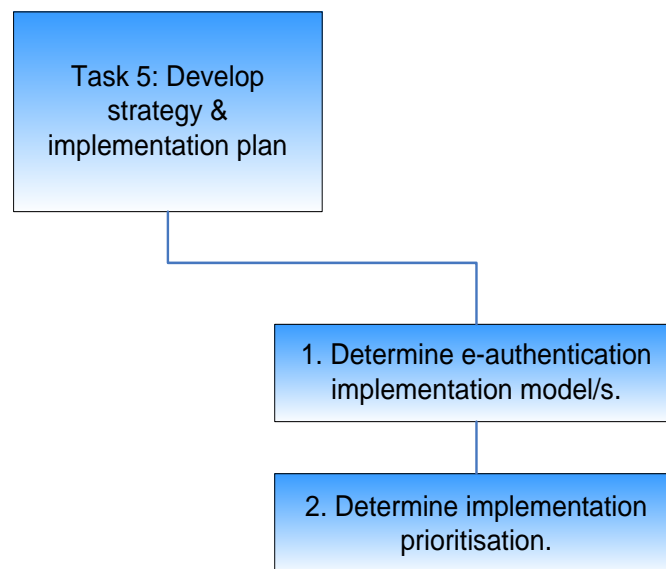 Task 5: Develop
strategy &
implementation plan
1. Determine e-authentication
implementation model/s.
2. Determine implementation
prioritisation.